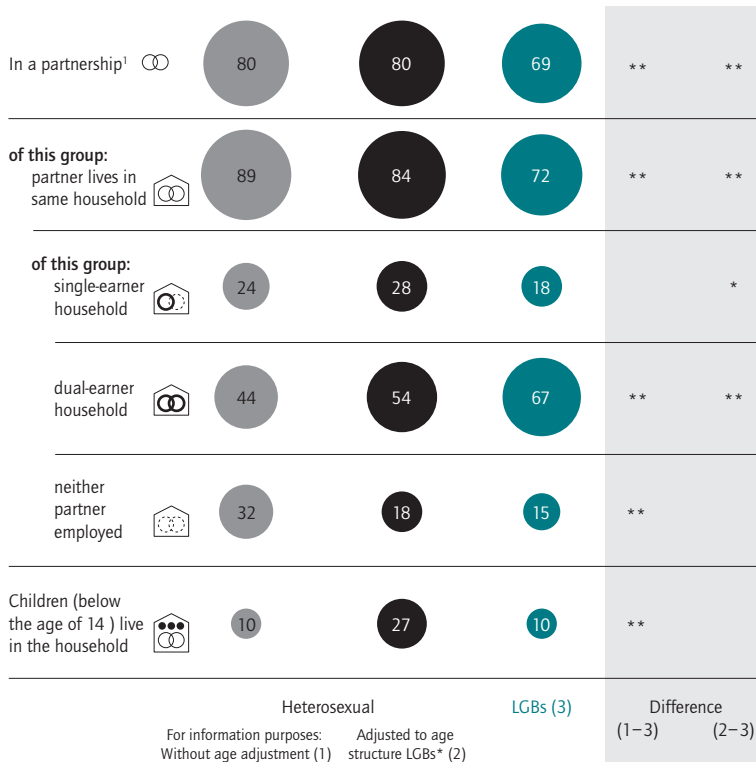 In a partnership¹ 80 80 69 ** **
of this group:
partner lives in
same household 89 84 72 ** **
of this group:
single-earner
household 24 28 18 *
dual-earner
household 44 54 67 ** **
neither
partner
employed 32 18 15 **
Children (below
the age of 14 ) live
in the household 10 27 10 **
Heterosexual LGBs (3) Difference
For information purposes: Adjusted to age (1–3) (2–3)
Without age adjustment (1) structure LGBs* (2)